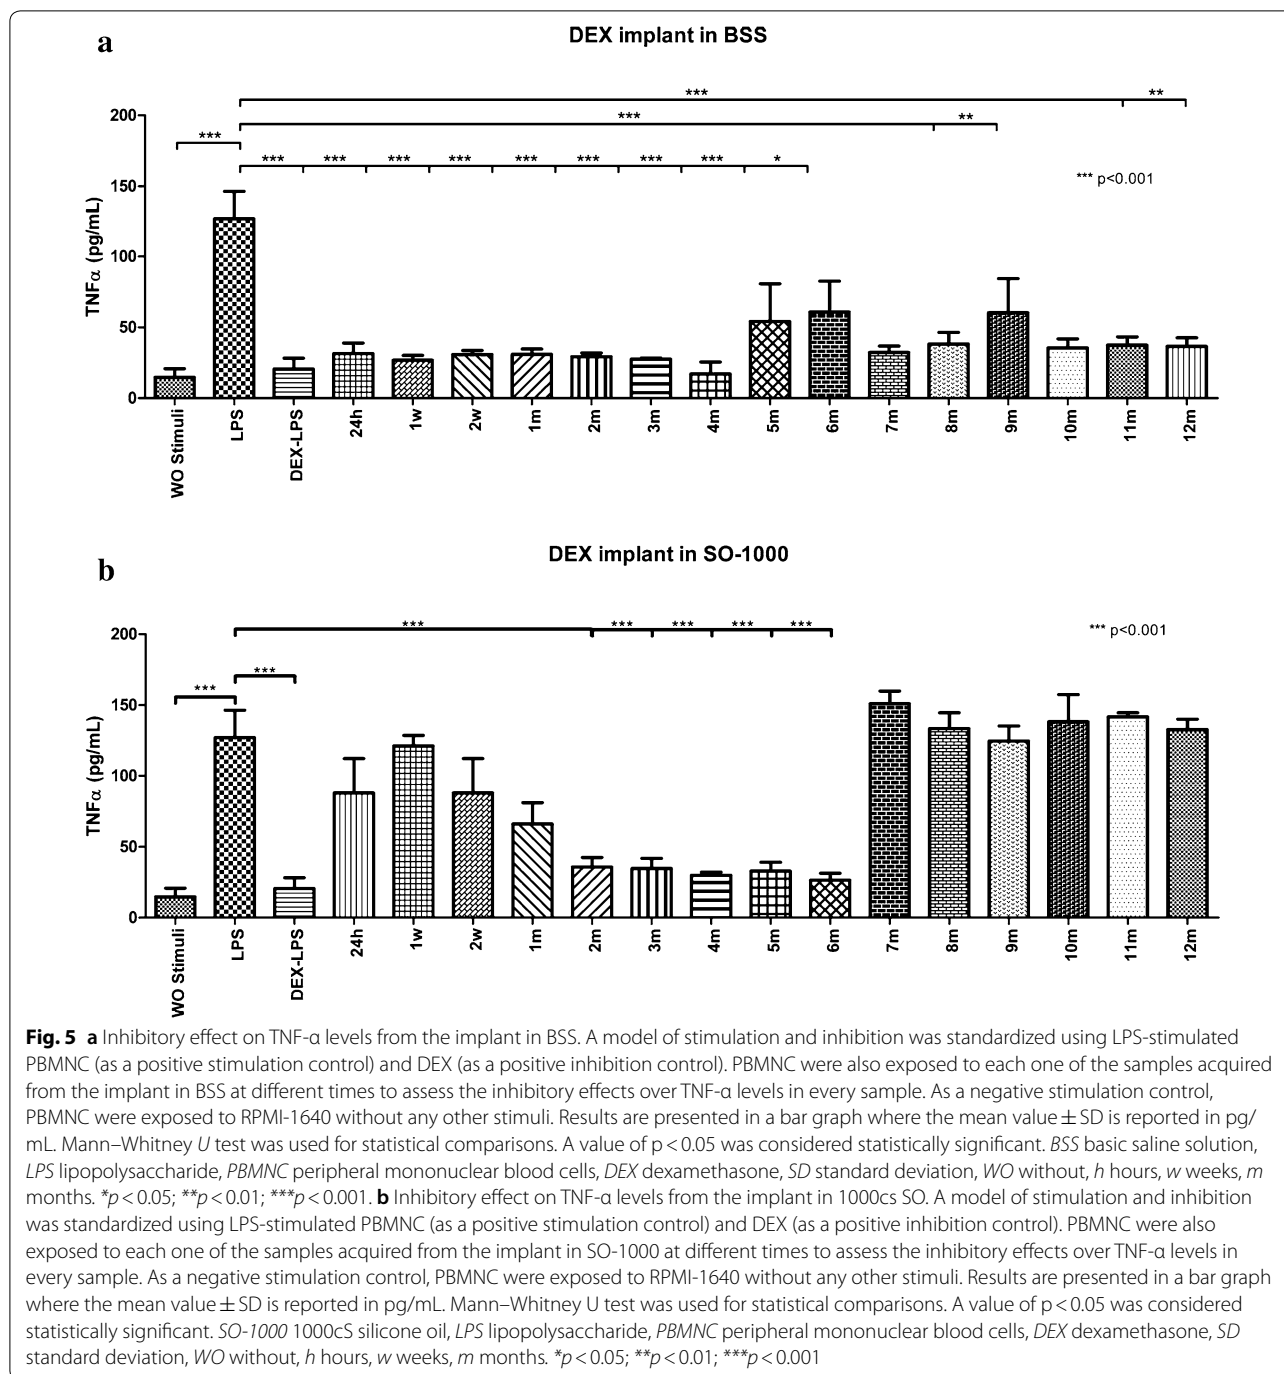 a
DEX implant in BSS
*** **
*** **
***
*** *** *** *** *** *** *** *** *
*** p<0.001
TNFα (pg/mL)
200
150
100
50
0
WO Stimuli
LPS
DEX-LPS
24h
1w
2w
1m
2m
3m
4m
5m
6m
7m
8m
9m
10m
11m
12m
b
DEX implant in SO-1000
*** *** *** *** ***
*** p<0.001
***
***
TNFα (pg/mL)
200
150
100
50
0
WO Stimuli
LPS
DEX-LPS
24h
1w
2w
1m
2m
3m
4m
5m
6m
7m
8m
9m
10m
11m
12m
Fig. 5 a Inhibitory effect on TNF-α levels from the implant in BSS. A model of stimulation and inhibition was standardized using LPS-stimulated
PBMNC (as a positive stimulation control) and DEX (as a positive inhibition control). PBMNC were also exposed to each one of the samples acquired
from the implant in BSS at different times to assess the inhibitory effects over TNF-α levels in every sample. As a negative stimulation control,
PBMNC were exposed to RPMI-1640 without any other stimuli. Results are presented in a bar graph where the mean value ± SD is reported in pg/
mL. Mann–Whitney U test was used for statistical comparisons. A value of p < 0.05 was considered statistically significant. BSS basic saline solution,
LPS lipopolysaccharide, PBMNC peripheral mononuclear blood cells, DEX dexamethasone, SD standard deviation, WO without, h hours, w weeks, m
months. *p < 0.05; **p < 0.01; ***p < 0.001. b Inhibitory effect on TNF-α levels from the implant in 1000cs SO. A model of stimulation and inhibition
was standardized using LPS-stimulated PBMNC (as a positive stimulation control) and DEX (as a positive inhibition control). PBMNC were also
exposed to each one of the samples acquired from the implant in SO-1000 at different times to assess the inhibitory effects over TNF-α levels in
every sample. As a negative stimulation control, PBMNC were exposed to RPMI-1640 without any other stimuli. Results are presented in a bar graph
where the mean value ± SD is reported in pg/mL. Mann–Whitney U test was used for statistical comparisons. A value of p < 0.05 was considered
statistically significant. SO-1000 1000cS silicone oil, LPS lipopolysaccharide, PBMNC peripheral mononuclear blood cells, DEX dexamethasone, SD
standard deviation, WO without, h hours, w weeks, m months. *p < 0.05; **p < 0.01; ***p < 0.001